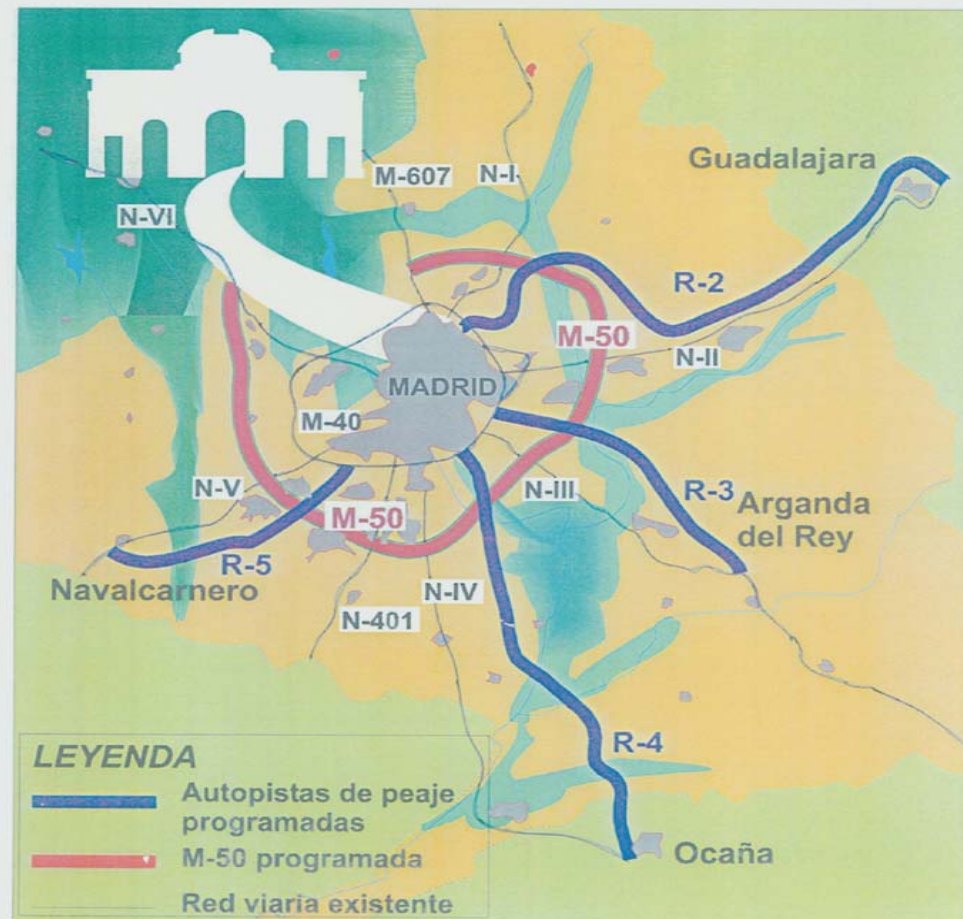 Guadalajara
M-607
N-I
N-VI
R-2
M-50
N-II
MADRID
M-40
N-V
N-III
R-3
Arganda
del Rey
M-50
R-5
Navalcarnero
N-IV
N-401
R-4
LEYENDA
Autopistas de peaje
programadas
M-50 programada
Ocaña
Red viaria existente